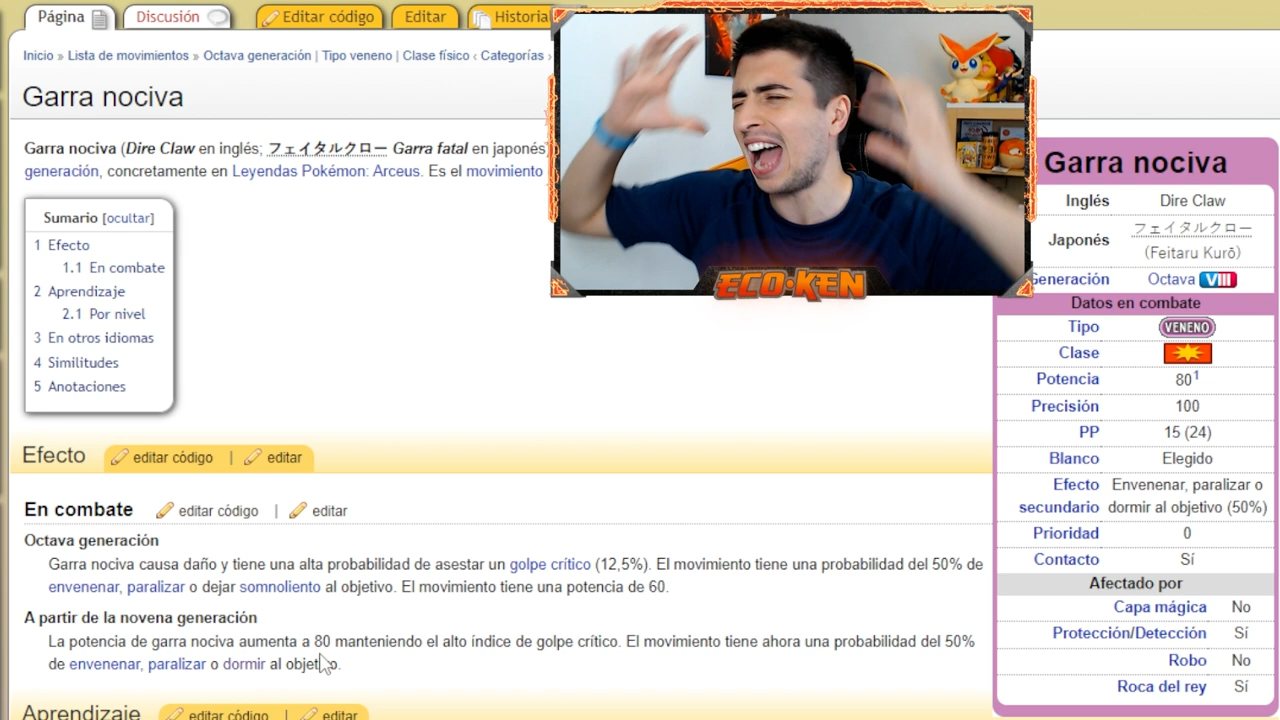 Página
Discusión
Editar código
Editar
Historia
Inicio » Lista de movimientos » Octava generación | Tipo veneno | Clase físico ‹ Categorías ›
Garra nociva
Garra nociva (Dire Claw en inglés; フェイタルクロー Garra fatal en japonés)
generación, concretamente en Leyendas Pokémon: Arceus. Es el movimiento
Sumario [ocultar]
1 Efecto
1.1 En combate
2 Aprendizaje
2.1 Por nivel
3 En otros idiomas
4 Similitudes
5 Anotaciones
Efecto
editar código | editar
En combate
editar código | editar
Octava generación
Garra nociva causa daño y tiene una alta probabilidad de asestar un golpe crítico (12,5%). El movimiento tiene una probabilidad del 50% de
envenenar, paralizar o dejar somnoliento al objetivo. El movimiento tiene una potencia de 60.
A partir de la novena generación
La potencia de garra nociva aumenta a 80 manteniendo el alto índice de golpe crítico. El movimiento tiene ahora una probabilidad del 50%
de envenenar, paralizar o dormir al objetivo.
Aprendizaje
editar código | editar
ECO·KEN
Garra nociva
Inglés Dire Claw
Japonés フェイタルクロー
(Feitaru Kurō)
Generación Octava VIII
Datos en combate
Tipo VENENO
Clase
Potencia 80¹
Precisión 100
PP 15 (24)
Blanco Elegido
Efecto secundario Envenenar, paralizar o
dormir al objetivo (50%)
Prioridad 0
Contacto Sí
Afectado por
Capa mágica No
Protección/Detección Sí
Robo No
Roca del rey Sí